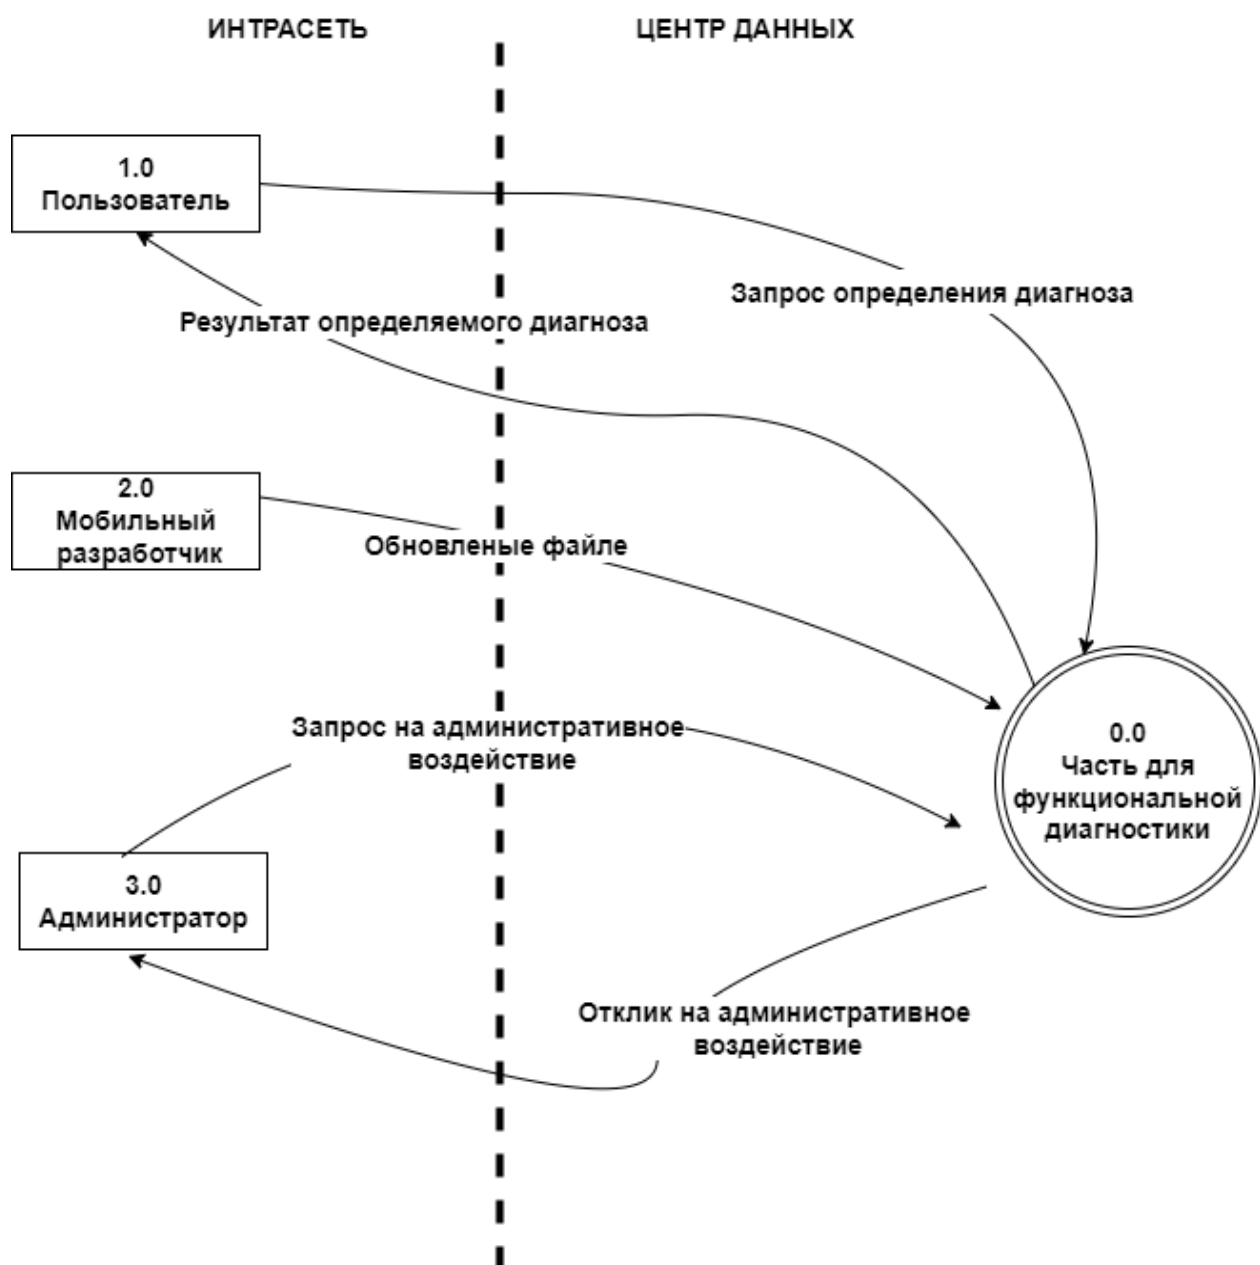 ИНТРАСЕТЬ
ЦЕНТР ДАННЫХ
1.0
Пользователь
Запрос определения диагноза
Результат определяемого диагноза
2.0
Мобильный
разработчик
Обновленые файле
Запрос на административное
воздействие
0.0
Часть для
функциональной
диагностики
3.0
Администратор
Отклик на административное
воздействие